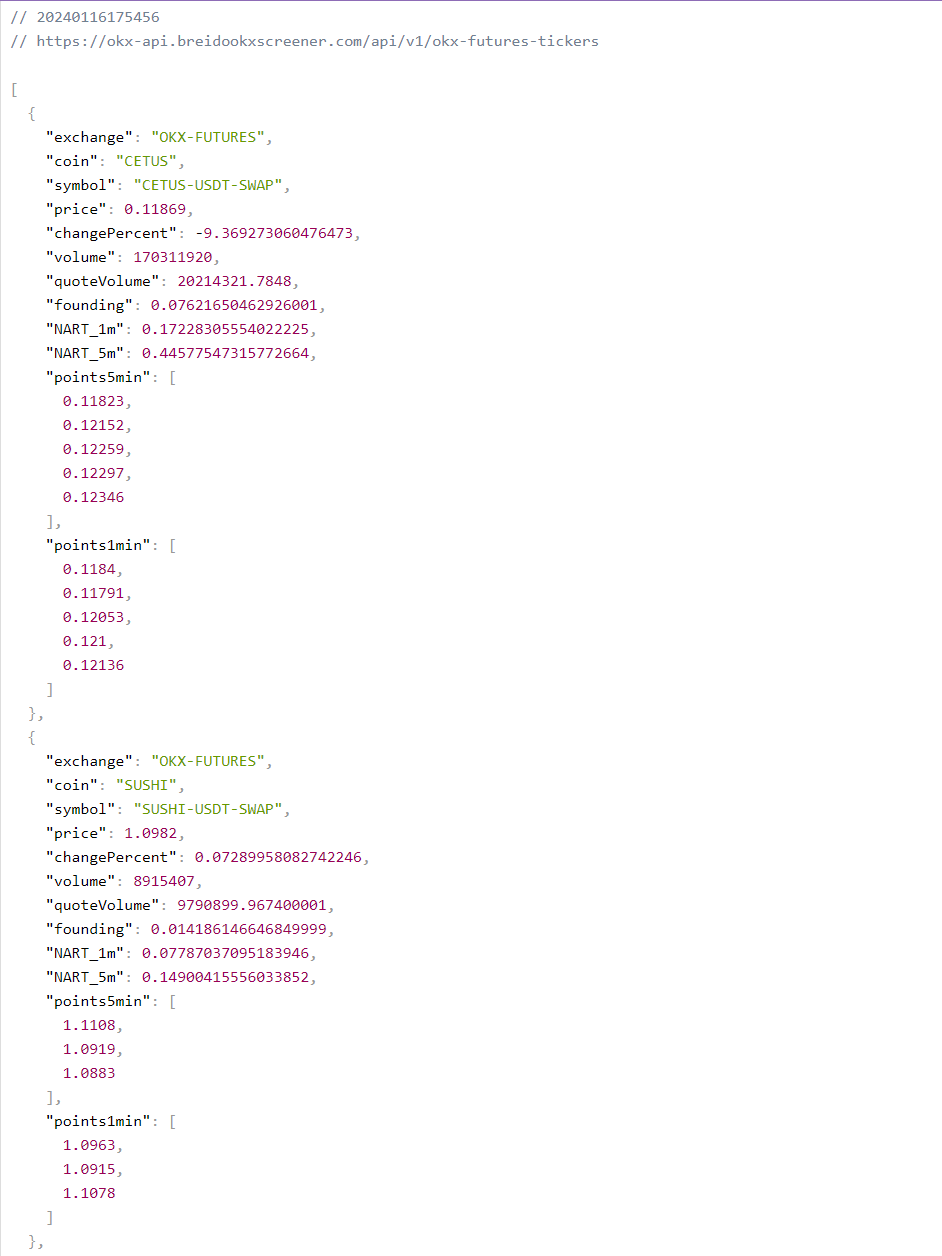 // 20240116175456
// https://okx-api.breidookxscreener.com/api/v1/okx-futures-tickers
[
{
"exchange": "OKX-FUTURES",
"coin": "CETUS",
"symbol": "CETUS-USDT-SWAP",
"price": 0.11869,
"changePercent": -9.369273060476473,
"volume": 170311920,
"quoteVolume": 20214321.7848,
"founding": 0.07621650462926001,
"NART_1m": 0.17228305554022225,
"NART_5m": 0.44577547315772664,
"points5min": [
0.11823,
0.12152,
0.12259,
0.12297,
0.12346
],
"points1min": [
0.1184,
0.11791,
0.12053,
0.121,
0.12136
]
},
{
"exchange": "OKX-FUTURES",
"coin": "SUSHI",
"symbol": "SUSHI-USDT-SWAP",
"price": 1.0982,
"changePercent": 0.07289958082742246,
"volume": 8915407,
"quoteVolume": 9790899.967400001,
"founding": 0.014186146646849999,
"NART_1m": 0.07787037095183946,
"NART_5m": 0.14900415556033852,
"points5min": [
1.1108,
1.0919,
1.0883
],
"points1min": [
1.0963,
1.0915,
1.1078
]
},